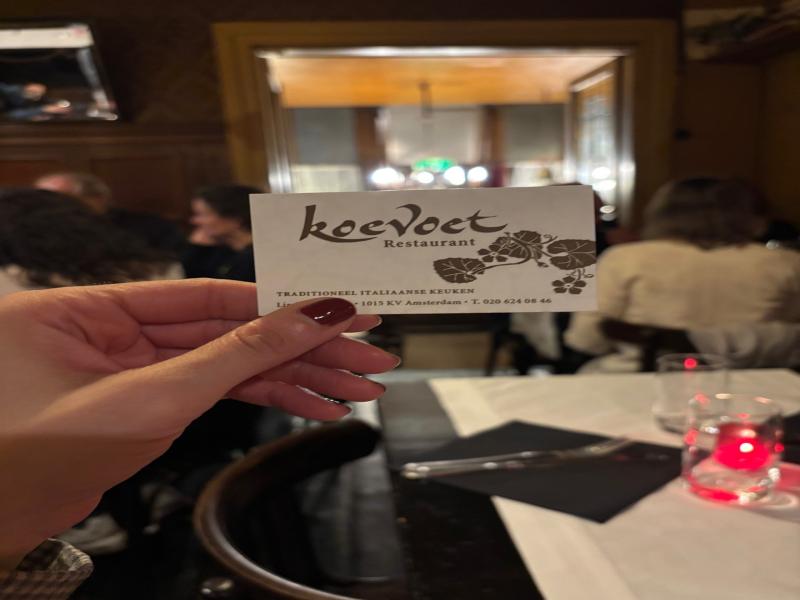 koevoet
Restaurant
TRADITIONEEL ITALIAANSE KEUKEN
• 1015 KV Amsterdam • T. 020 624 08 46